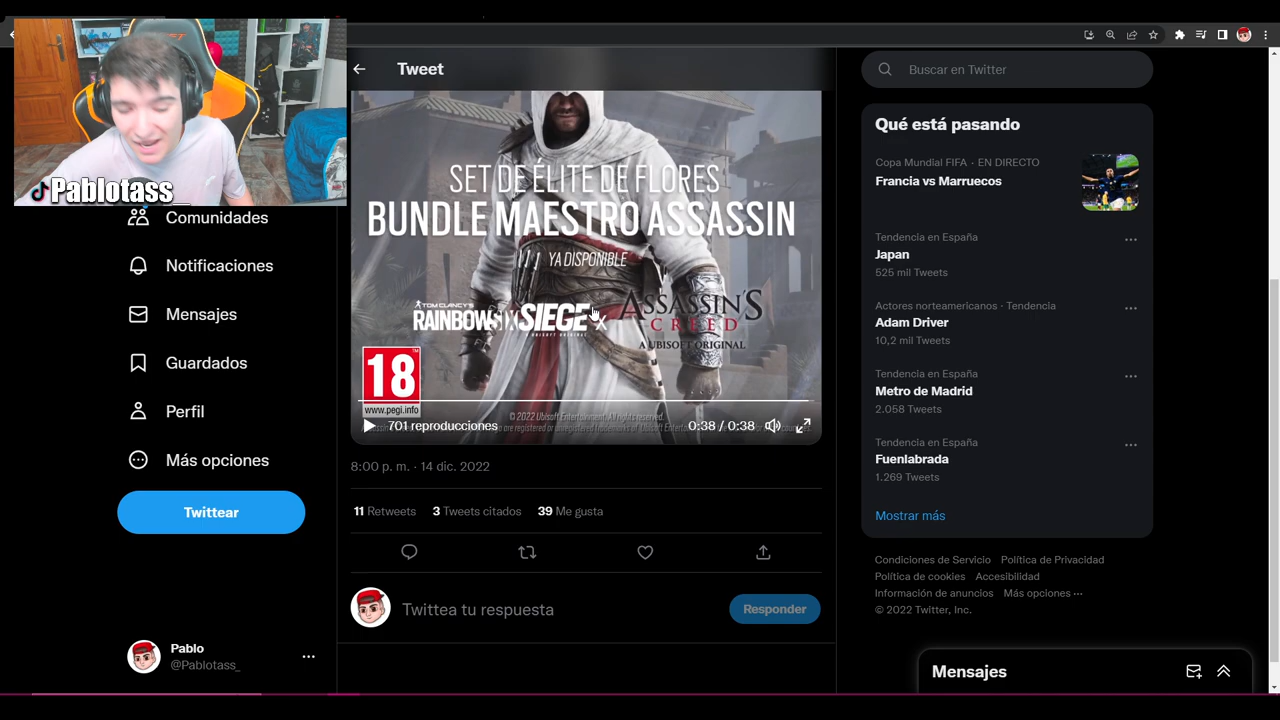 Pablotass_
Comunidades
Notificaciones
Mensajes
Guardados
Perfil
Más opciones
Twittear
Pablo
@Pablotass_
Tweet
SET DE ÉLITE DE FLORES
BUNDLE MAESTRO ASSASSIN
YA DISPONIBLE
TOM CLANCY'S
RAINBOW SIX SIEGE X ASSASSIN'S CREED
A UBISOFT ORIGINAL
A UBISOFT ORIGINAL
18
www.pegi.info
© 2022 Ubisoft Entertainment. All rights reserved.
701 reproducciones
0:38 / 0:38
8:00 p. m. · 14 dic. 2022
11 Retweets 3 Tweets citados 39 Me gusta
Twittea tu respuesta
Responder
Buscar en Twitter
Qué está pasando
Copa Mundial FIFA · EN DIRECTO
Francia vs Marruecos
Tendencia en España
Japan
525 mil Tweets
Actores norteamericanos · Tendencia
Adam Driver
10,2 mil Tweets
Tendencia en España
Metro de Madrid
2.058 Tweets
Tendencia en España
Fuenlabrada
1.269 Tweets
Mostrar más
Condiciones de Servicio Política de Privacidad
Política de cookies Accesibilidad
Información de anuncios Más opciones ···
© 2022 Twitter, Inc.
Mensajes